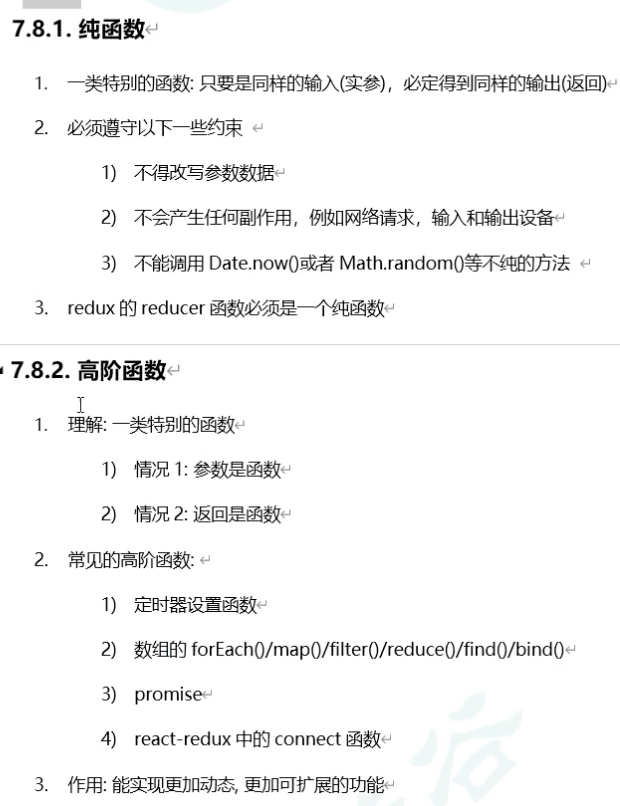 7.8.1. 纯函数
1. 一类特别的函数: 只要是同样的输入(实参)，必定得到同样的输出(返回)
2. 必须遵守以下一些约束
1) 不得改写参数数据
2) 不会产生任何副作用，例如网络请求，输入和输出设备
3) 不能调用 Date.now()或者 Math.random()等不纯的方法
3. redux 的 reducer 函数必须是一个纯函数
7.8.2. 高阶函数
1. 理解: 一类特别的函数
1) 情况 1: 参数是函数
2) 情况 2: 返回是函数
2. 常见的高阶函数:
1) 定时器设置函数
2) 数组的 forEach()/map()/filter()/reduce()/find()/bind()
3) promise
4) react-redux 中的 connect 函数
3. 作用: 能实现更加动态, 更加可扩展的功能